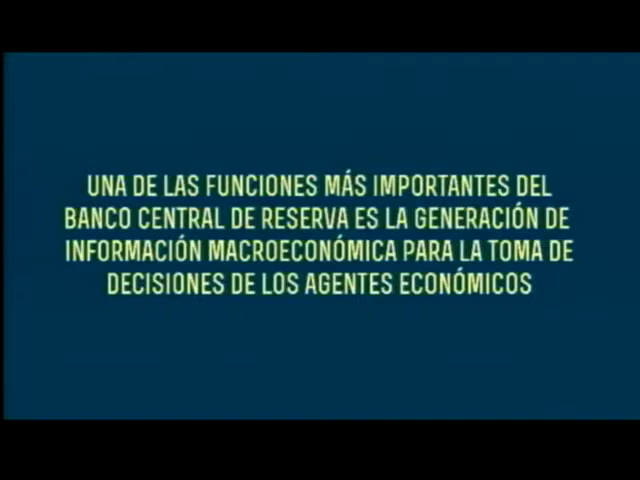 UNA DE LAS FUNCIONES MÁS IMPORTANTES DEL
BANCO CENTRAL DE RESERVA ES LA GENERACIÓN DE
INFORMACIÓN MACROECONÓMICA PARA LA TOMA DE
DECISIONES DE LOS AGENTES ECONÓMICOS